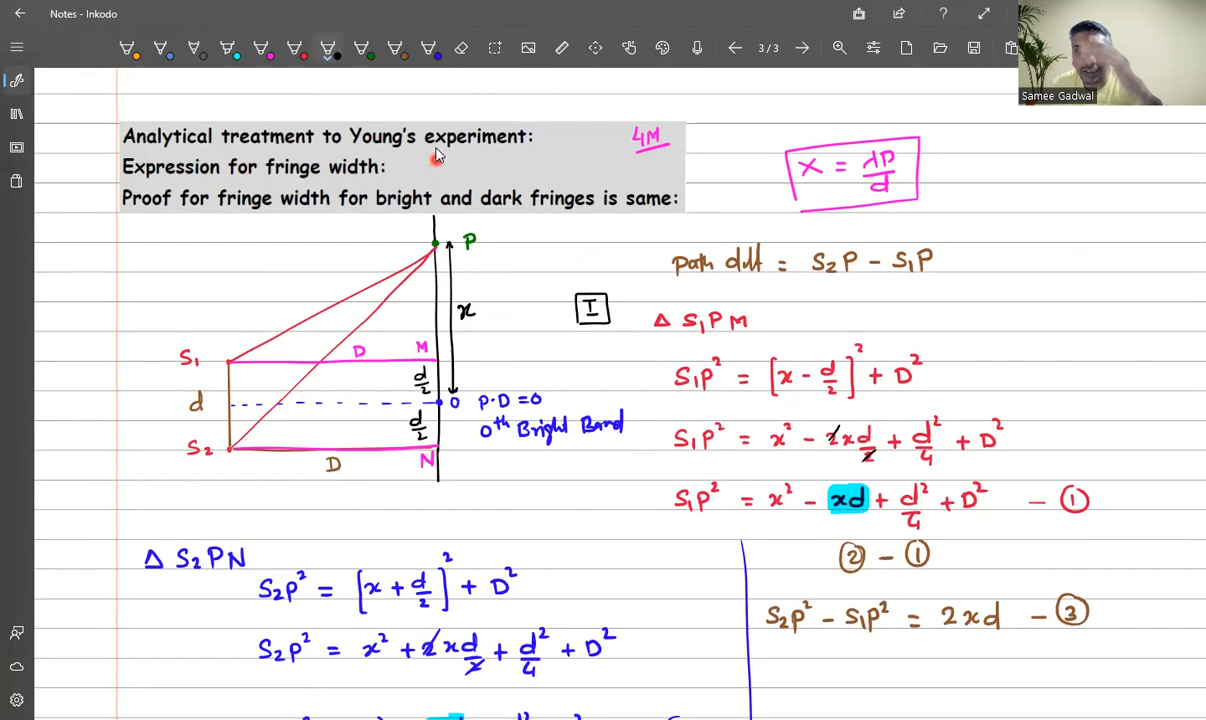 Notes - Inkodo
3/3
Samee Gadwal
Analytical treatment to Young's experiment: 4M
Expression for fringe width:
Proof for fringe width for bright and dark fringes is same:
X = λD/d
P
x
S₁ D M
d/2
d
O P.D = 0
0th Bright Band
d/2
S₂ D N
I
Path diff = S₂P - S₁P
Δ S₁PM
S₁P² = [x - d/2]² + D²
S₁P² = x² - 2xd/2 + d²/4 + D²
S₁P² = x² - xd + d²/4 + D² - ①
Δ S₂PN
S₂P² = [x + d/2]² + D²
S₂P² = x² + 2xd/2 + d²/4 + D²
② - ①
S₂P² - S₁P² = 2xd - ③